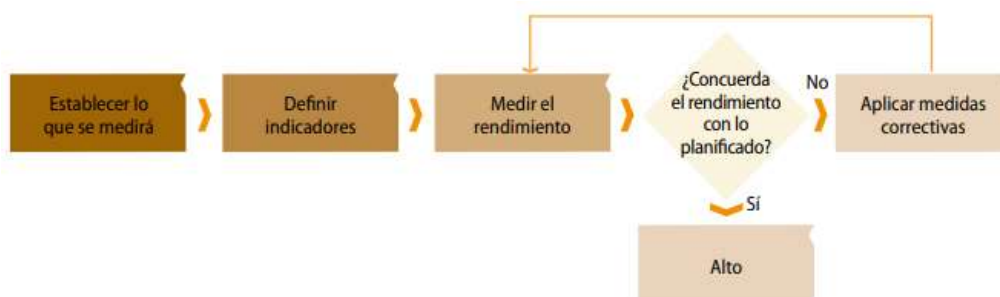 Establecer lo
que se medirá
Definir
indicadores
Medir el
rendimiento
¿Concuerda
el rendimiento
con lo
planificado?
No
Aplicar medidas
correctivas
Sí
Alto